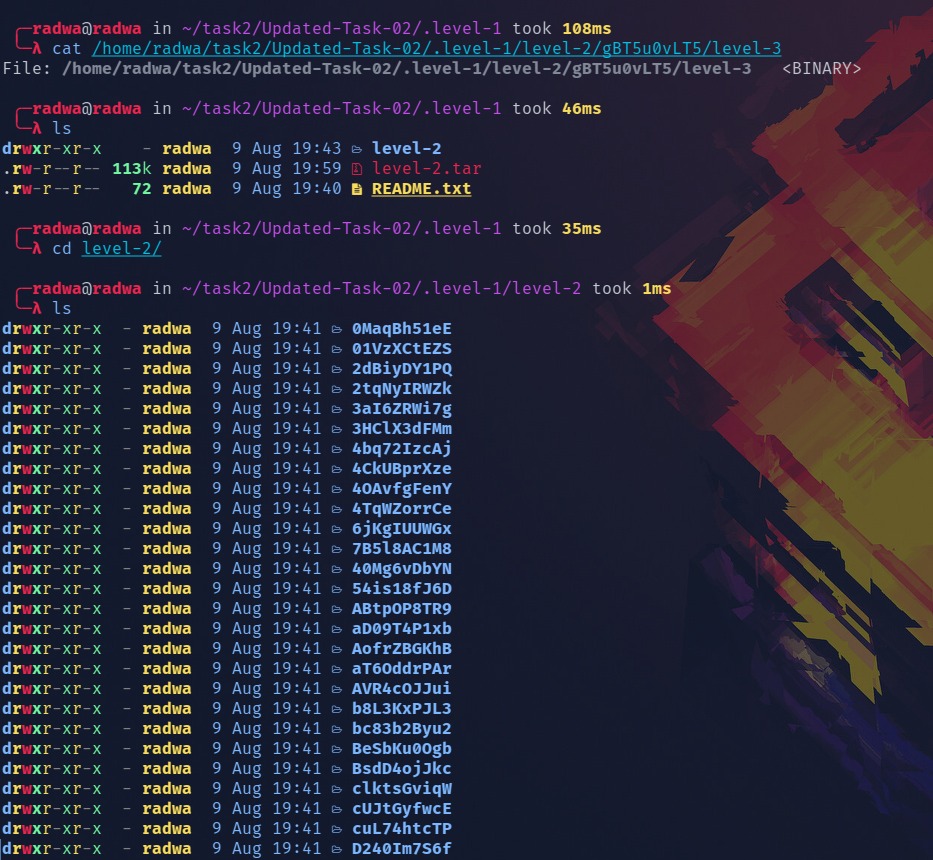 ╭─radwa@radwa in ~/task2/Updated-Task-02/.level-1 took 108ms
╰─λ cat /home/radwa/task2/Updated-Task-02/.level-1/level-2/gBT5u0vLT5/level-3
File: /home/radwa/task2/Updated-Task-02/.level-1/level-2/gBT5u0vLT5/level-3   <BINARY>
╭─radwa@radwa in ~/task2/Updated-Task-02/.level-1 took 46ms
╰─λ ls
drwxr-xr-x    - radwa  9 Aug 19:43 level-2
.rw-r--r-- 113k radwa  9 Aug 19:59 level-2.tar
.rw-r--r--   72 radwa  9 Aug 19:40 README.txt
╭─radwa@radwa in ~/task2/Updated-Task-02/.level-1 took 35ms
╰─λ cd level-2/
╭─radwa@radwa in ~/task2/Updated-Task-02/.level-1/level-2 took 1ms
╰─λ ls
drwxr-xr-x  - radwa  9 Aug 19:41 0MaqBh51eE
drwxr-xr-x  - radwa  9 Aug 19:41 01VzXCtEZS
drwxr-xr-x  - radwa  9 Aug 19:41 2dBiyDY1PQ
drwxr-xr-x  - radwa  9 Aug 19:41 2tqNyIRWZk
drwxr-xr-x  - radwa  9 Aug 19:41 3aI6ZRWi7g
drwxr-xr-x  - radwa  9 Aug 19:41 3HClX3dFMm
drwxr-xr-x  - radwa  9 Aug 19:41 4bq72IzcAj
drwxr-xr-x  - radwa  9 Aug 19:41 4CkUBprXze
drwxr-xr-x  - radwa  9 Aug 19:41 4OAvfgFenY
drwxr-xr-x  - radwa  9 Aug 19:41 4TqWZorrCe
drwxr-xr-x  - radwa  9 Aug 19:41 6jKgIUUWGx
drwxr-xr-x  - radwa  9 Aug 19:41 7B5l8AC1M8
drwxr-xr-x  - radwa  9 Aug 19:41 40Mg6vDbYN
drwxr-xr-x  - radwa  9 Aug 19:41 54is18fJ6D
drwxr-xr-x  - radwa  9 Aug 19:41 ABtpOP8TR9
drwxr-xr-x  - radwa  9 Aug 19:41 aD09T4P1xb
drwxr-xr-x  - radwa  9 Aug 19:41 AofrZBGKhB
drwxr-xr-x  - radwa  9 Aug 19:41 aT6OddrPAr
drwxr-xr-x  - radwa  9 Aug 19:41 AVR4cOJJui
drwxr-xr-x  - radwa  9 Aug 19:41 b8L3KxPJL3
drwxr-xr-x  - radwa  9 Aug 19:41 bc83b2Byu2
drwxr-xr-x  - radwa  9 Aug 19:41 BeSbKu0Ogb
drwxr-xr-x  - radwa  9 Aug 19:41 BsdD4ojJkc
drwxr-xr-x  - radwa  9 Aug 19:41 clktsGviqW
drwxr-xr-x  - radwa  9 Aug 19:41 cUJtGyfwcE
drwxr-xr-x  - radwa  9 Aug 19:41 cuL74htcTP
drwxr-xr-x  - radwa  9 Aug 19:41 D240Im7S6f